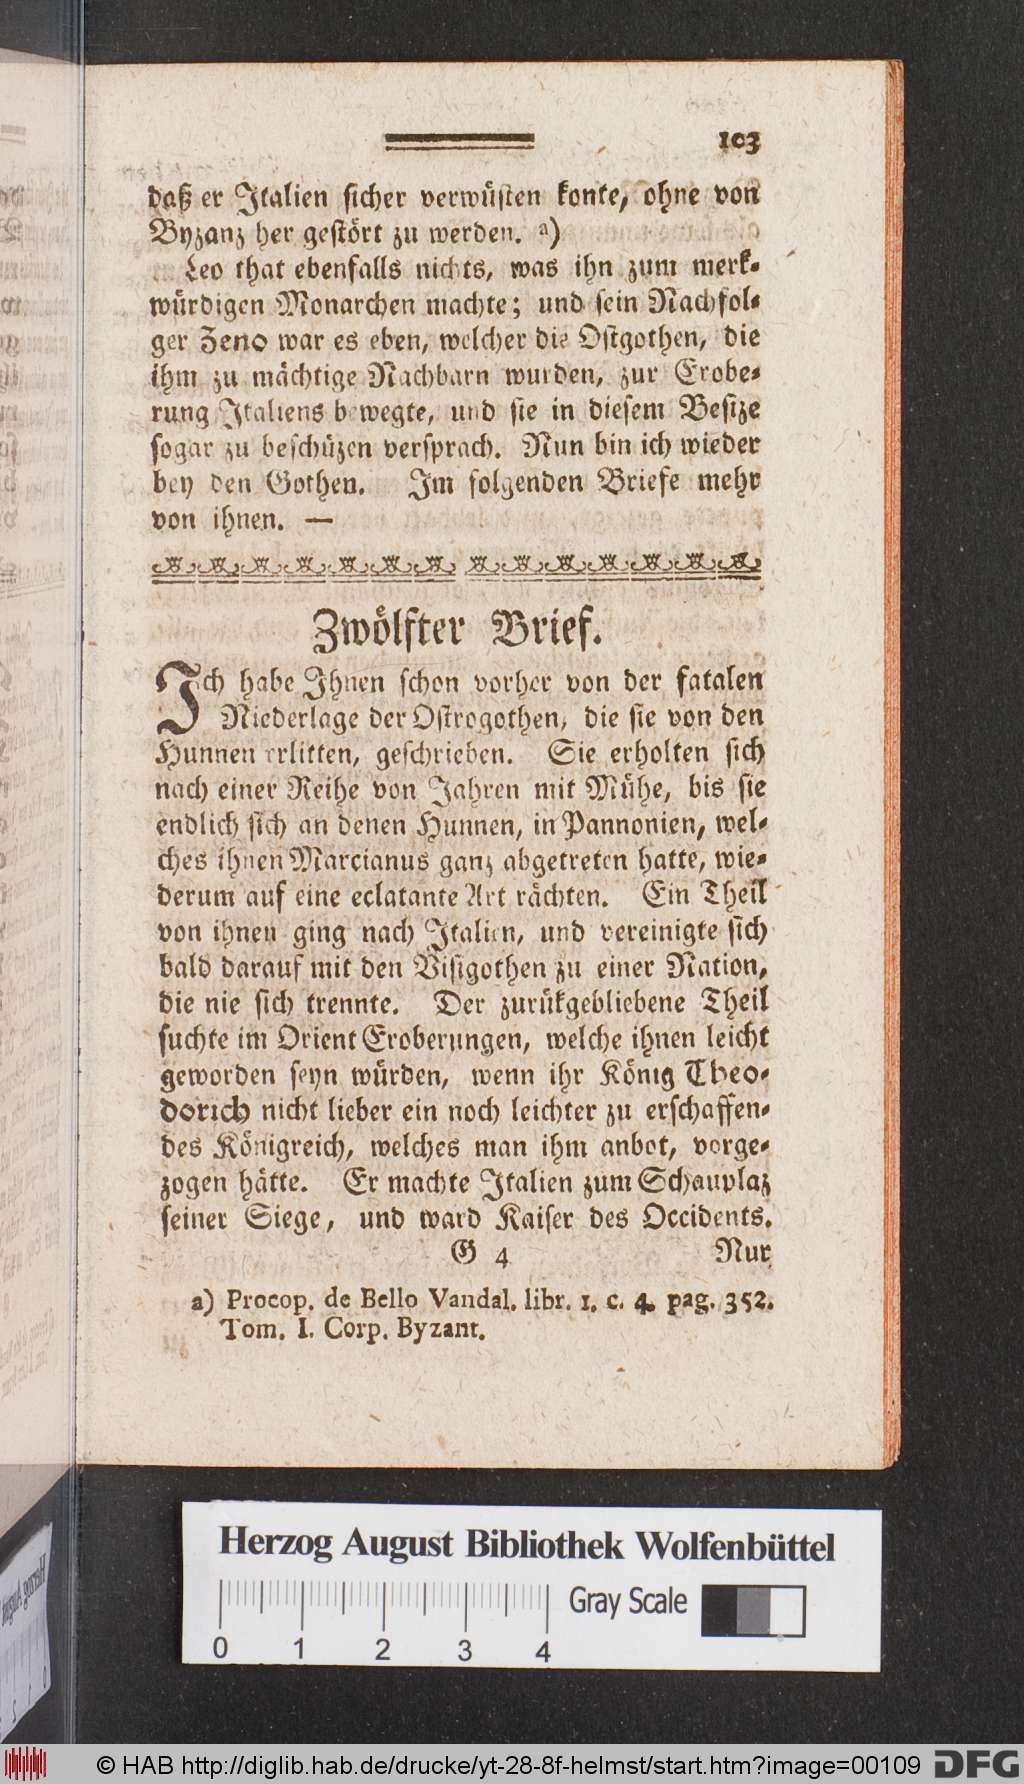 103
daß er Italien sicher verwüsten konte, ohne von
Byzanz her gestört zu werden. a)
Leo that ebenfalls nichts, was ihn zum merk-
würdigen Monarchen machte; und sein Nachfol-
ger Zeno war es eben, welcher die Ostgothen, die
ihm zu mächtige Nachbarn wurden, zur Erobe-
rung Italiens bewegte, und sie in diesem Besize
sogar zu beschüzen versprach. Nun bin ich wieder
bey den Gothen. Im folgenden Briefe mehr
von ihnen. —
Zwölfter Brief.
Ich habe Ihnen schon vorher von der fatalen
Niederlage der Ostrogothen, die sie von den
Hunnen erlitten, geschrieben. Sie erholten sich
nach einer Reihe von Jahren mit Mühe, bis sie
endlich sich an denen Hunnen, in Pannonien, wel-
ches ihnen Marcianus ganz abgetreten hatte, wie-
derum auf eine eclatante Art rächten. Ein Theil
von ihnen ging nach Italien, und vereinigte sich
bald darauf mit den Visigothen zu einer Nation,
die nie sich trennte. Der zurükgebliebene Theil
suchte im Orient Eroberungen, welche ihnen leicht
geworden seyn würden, wenn ihr König Theo-
dorich nicht lieber ein noch leichter zu erschaffen-
des Königreich, welches man ihm anbot, vorge-
zogen hätte. Er machte Italien zum Schauplaz
seiner Siege, und ward Kaiser des Occidents.
G 4 Nur
a) Procop. de Bello Vandal. libr. 1. c. 4. pag. 352.
Tom. I. Corp. Byzant.
Herzog August Bibliothek Wolfenbüttel
Gray Scale
0 1 2 3 4
© HAB http://diglib.hab.de/drucke/yt-28-8f-helmst/start.htm?image=00109 DFG